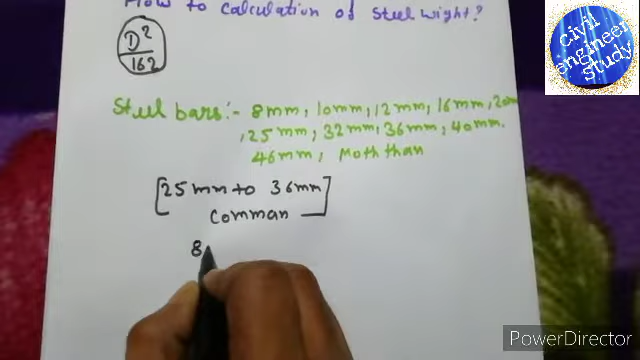 How to calculation of steel wight?
D²
162
Steel bars:- 8mm, 10mm, 12mm, 16mm, 20mm
, 25mm, 32mm, 36mm, 40mm.
46mm, Moth than
[25mm to 36mm]
Comman
8
civil
engineer
study
PowerDirector